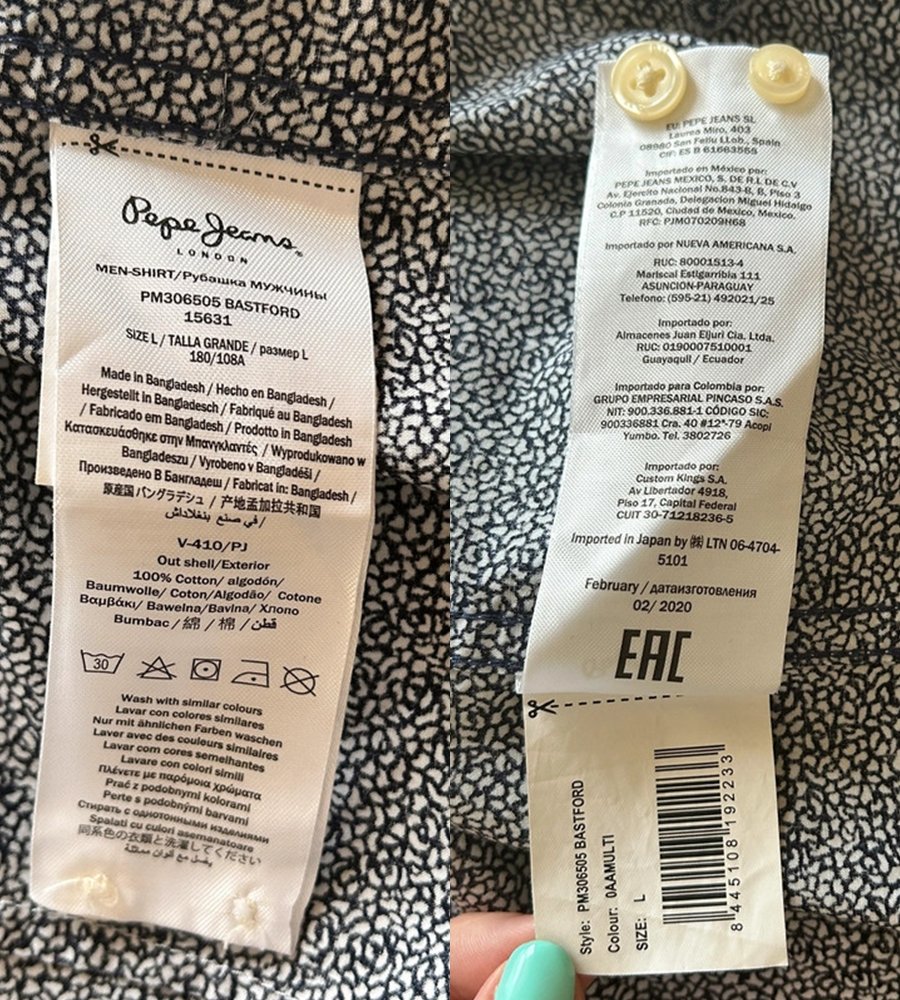 Pepe Jeans
LONDON
MEN-SHIRT/Рубашка МУЖЧИНЫ
PM306505 BASTFORD
15631
SIZE L / TALLA GRANDE / размер L
180/108A
Made in Bangladesh / Hecho en Bangladesh /
Hergestellt in Bangladesch / Fabriqué au Bangladesh
/ Fabricado em Bangladesh / Prodotto in Bangladesh
Κατασκευάσθηκε στην Μπανγκλαντές / Wyprodukowano w
Bangladeszu / Vyrobeno v Bangladéši /
Произведено В Бангладеш / Fabricat in: Bangladesh /
原産国 バングラデシュ / 产地孟加拉共和国
/ في صنع بنغلاداش
V-410/PJ
Out shell/Exterior
100% Cotton/ algodón/
Baumwolle/ Coton/Algodão/ Cotone
Βαμβάκι/ Bawełna/Bavlna/ Хлопо
Bumbac / 綿 / 棉 / قطن
30
Wash with similar colours
Lavar con colores similares
Nur mit ähnlichen Farben waschen
Laver avec des couleurs similaires
Lavar com cores semelhantes
Lavare con colori simili
Πλένετε με παρόμοια χρώματα
Prać z podobnymi kolorami
Perte s podobnými barvami
Стирать с однотонными изделиями
Spalati cu culori asemanatoare
同系色の衣類と洗濯してください
يغسل مع ألوان مماثلة
EU: PEPE JEANS SL
Laurea Miro, 403
08980 San Feliu LLob., Spain
CIF: ES B 61683555
Importado en México por:
PEPE JEANS MEXICO, S. DE R.L DE C.V
Av. Ejercito Nacional No.843-B, B, Piso 3
Colonia Granada, Delegacion Miguel Hidalgo
C.P 11520, Ciudad de Mexico, Mexico.
RFC: PJM070209H68
Importado por NUEVA AMERICANA S.A.
RUC: 80001513-4
Mariscal Estigarribia 111
ASUNCION-PARAGUAY
Telefono: (595-21) 492021/25
Importado por:
Almacenes Juan Eljuri Cia. Ltda.
RUC: 0190007510001
Guayaquil / Ecuador
Importado para Colombia por:
GRUPO EMPRESARIAL PINCASO S.A.S.
NIT: 900.336.881-1 CÓDIGO SIC:
900336881 Cra. 40 #12ª-79 Acopi
Yumbo. Tel. 3802726
Importado por:
Custom Kings S.A.
Av Libertador 4918,
Piso 17, Capital Federal
CUIT 30-71218236-5
Imported in Japan by ㈱ LTN 06-4704-
5101
February / датаизготовления
02/ 2020
EAC
Style: PM306505 BASTFORD
Colour: 0AAMULTI
SIZE: L
8 445108 192233